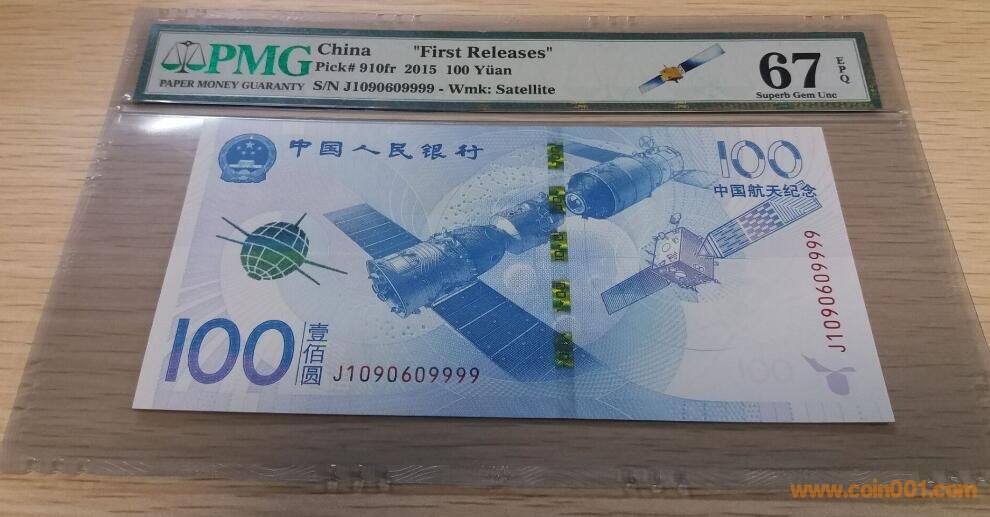 PMG
PAPER MONEY GUARANTY
China "First Releases"
Pick# 910fr 2015 100 Yüan
S/N J1090609999 - Wmk: Satellite
67
EPQ
Superb Gem Unc
中国人民银行
100
中国航天纪念
J1090609999
100
壹佰圆
J1090609999
100
www.coin001.com